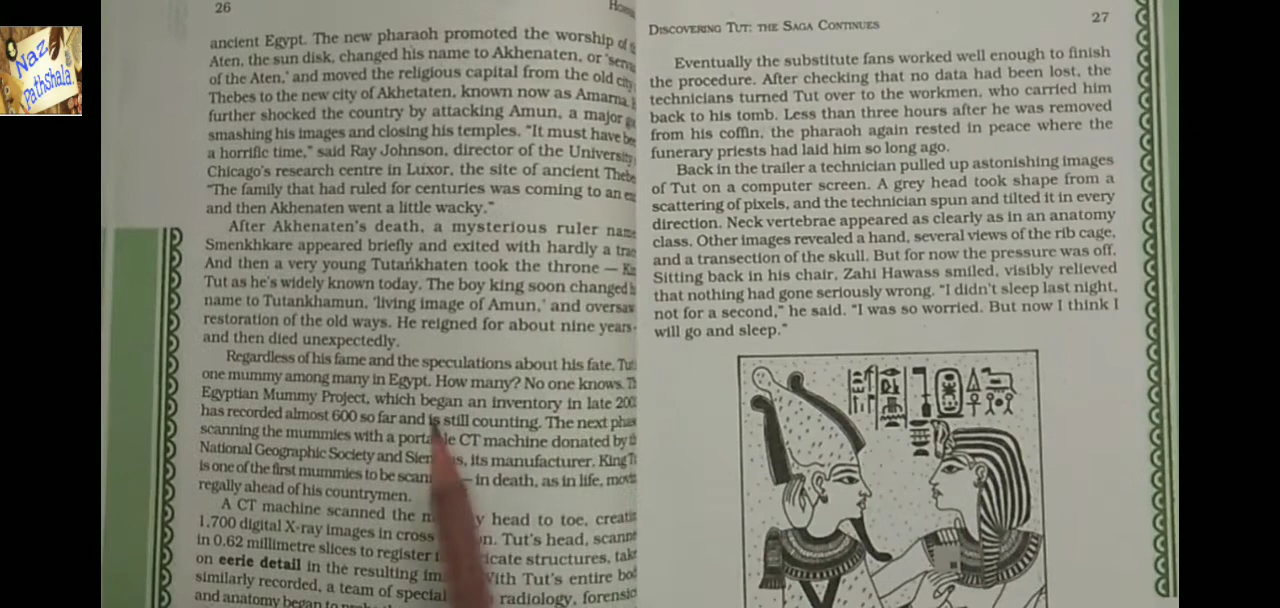 Naz
Pathshala
26
ancient Egypt. The new pharaoh promoted the worship of
Aten, the sun disk, changed his name to Akhenaten, or
of the Aten,' and moved the religious capital from the old city
Thebes to the new city of Akhetaten, known now as Amarna.
further shocked the country by attacking Amun, a major
smashing his images and closing his temples. "It must have
a horrific time," said Ray Johnson, director of the University
Chicago's research centre in Luxor, the site of ancient
"The family that had ruled for centuries was coming to an
and then Akhenaten went a little wacky."
After Akhenaten's death, a mysterious ruler
Smenkhkare appeared briefly and exited with hardly a
And then a very young Tutankhaten took the throne —
Tut as he's widely known today. The boy king soon changed
name to Tutankhamun, 'living image of Amun,' and oversaw
restoration of the old ways. He reigned for about nine years
and then died unexpectedly.
Regardless of his fame and the speculations about his fate,
one mummy among many in Egypt. How many? No one knows.
Egyptian Mummy Project, which began an inventory in late
has recorded almost 600 so far and is still counting. The next
scanning the mummies with a portable CT machine donated by
National Geographic Society and its manufacturer. King
is one of the first mummies to be — in death, as in life,
regally ahead of his countrymen.
A CT machine scanned the head to toe,
1,700 digital X-ray images in cross Tut's head,
in 0.62 millimetre slices to register
on eerie detail in the resulting With Tut's entire
similarly recorded, a team of radiology,
and anatomy began to
DISCOVERING TUT: THE SAGA CONTINUES
27
Eventually the substitute fans worked well enough to finish
the procedure. After checking that no data had been lost, the
technicians turned Tut over to the workmen, who carried him
back to his tomb. Less than three hours after he was removed
from his coffin, the pharaoh again rested in peace where the
funerary priests had laid him so long ago.
Back in the trailer a technician pulled up astonishing images
of Tut on a computer screen. A grey head took shape from a
scattering of pixels, and the technician spun and tilted it in every
direction. Neck vertebrae appeared as clearly as in an anatomy
class. Other images revealed a hand, several views of the rib cage,
and a transection of the skull. But for now the pressure was off.
Sitting back in his chair, Zahi Hawass smiled, visibly relieved
that nothing had gone seriously wrong. "I didn't sleep last night,
not for a second," he said. "I was so worried. But now I think I
will go and sleep."